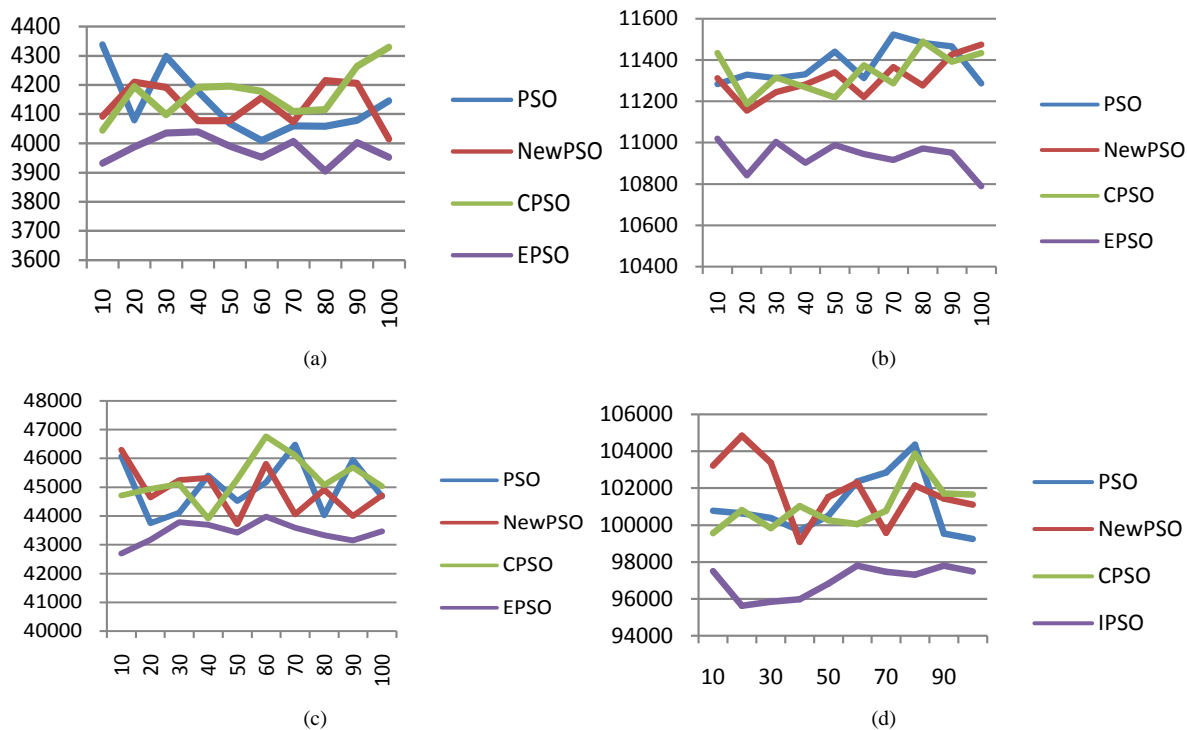 4400
4300
4200
4100
4000
3900
3800
3700
3600
10
20
30
40
50
60
70
80
90
100
PSO
NewPSO
CPSO
EPSO
(a)
11600
11400
11200
11000
10800
10600
10400
10
20
30
40
50
60
70
80
90
100
PSO
NewPSO
CPSO
EPSO
(b)
48000
47000
46000
45000
44000
43000
42000
41000
40000
10
20
30
40
50
60
70
80
90
100
PSO
NewPSO
CPSO
EPSO
(c)
106000
104000
102000
100000
98000
96000
94000
10 30 50 70 90
PSO
NewPSO
CPSO
IPSO
(d)